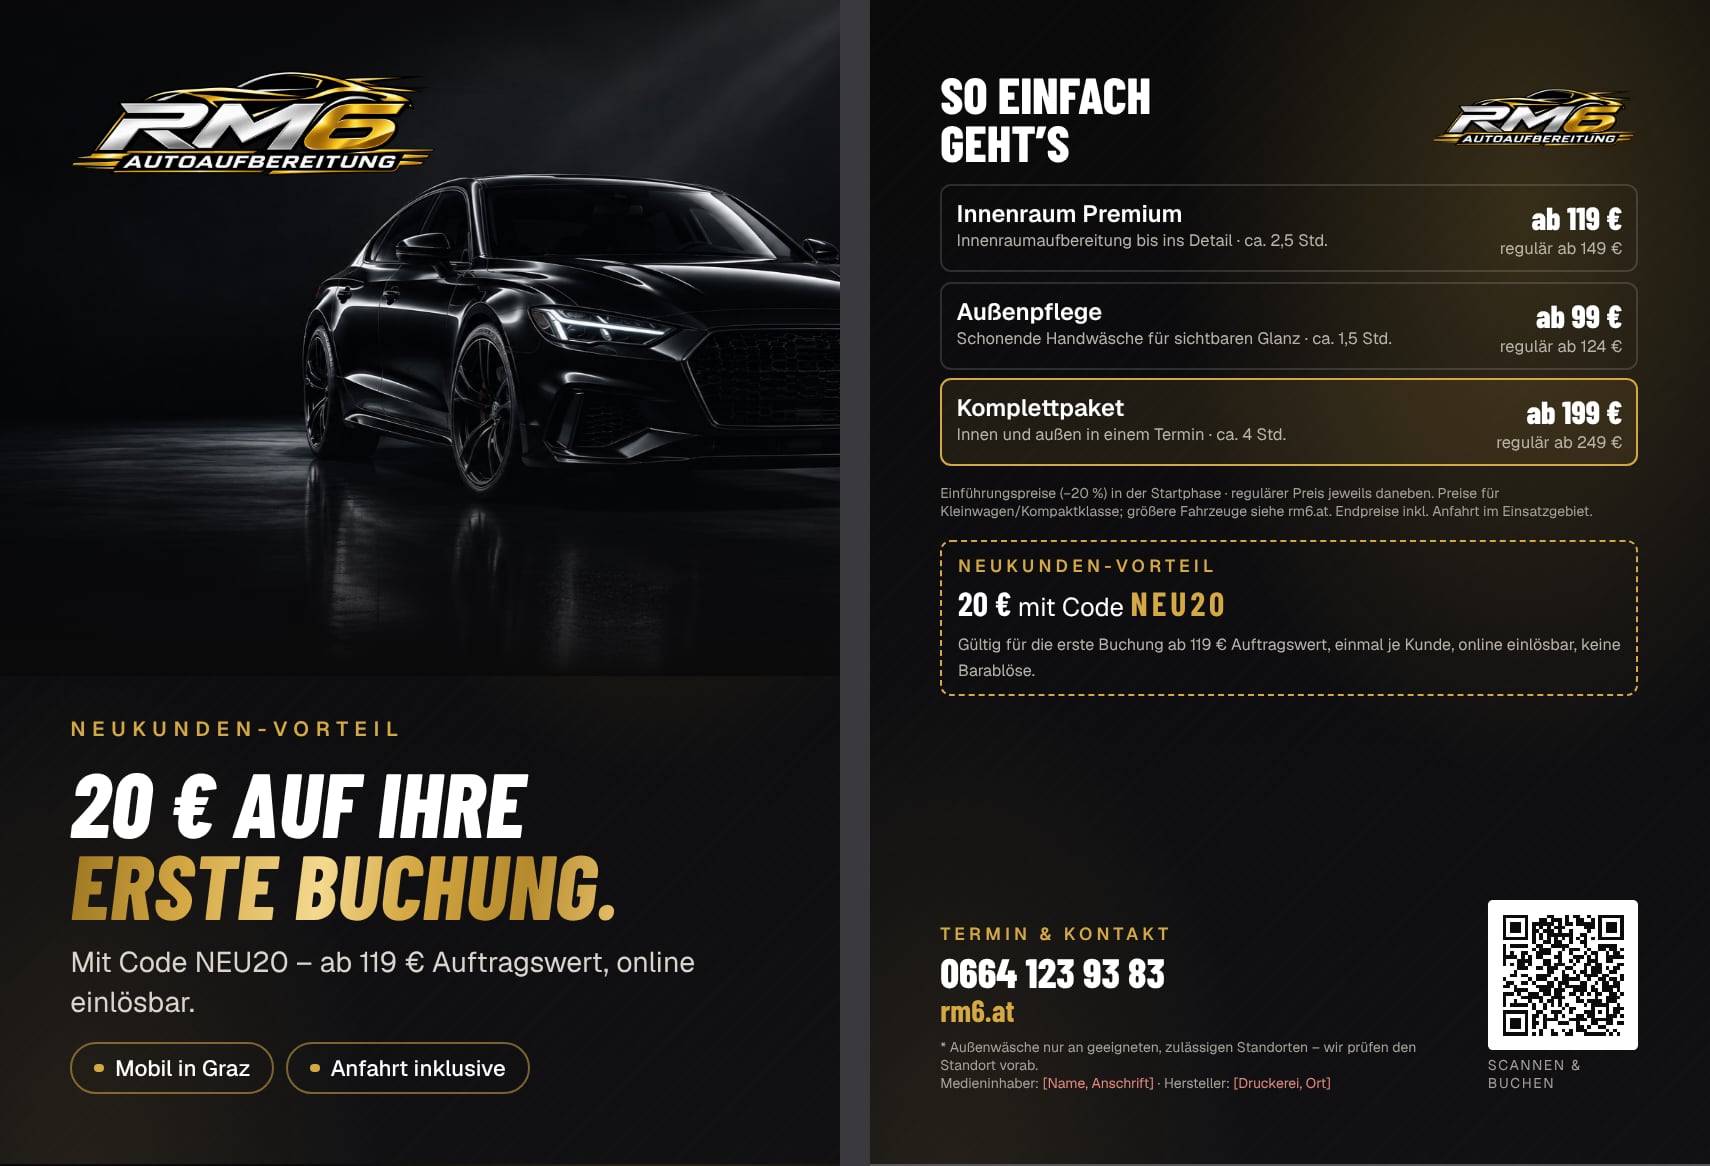 RM6
AUTOAUFBEREITUNG
NEUKUNDEN-VORTEIL
20 € AUF IHRE
ERSTE BUCHUNG.
Mit Code NEU20 – ab 119 € Auftragswert, online
einlösbar.
Mobil in Graz
Anfahrt inklusive
SO EINFACH
GEHT’S
RM6
AUTOAUFBEREITUNG
Innenraum Premium
Innenraumaufbereitung bis ins Detail · ca. 2,5 Std.
ab 119 €
regulär ab 149 €
Außenpflege
Schonende Handwäsche für sichtbaren Glanz · ca. 1,5 Std.
ab 99 €
regulär ab 124 €
Komplettpaket
Innen und außen in einem Termin · ca. 4 Std.
ab 199 €
regulär ab 249 €
Einführungspreise (−20 %) in der Startphase · regulärer Preis jeweils daneben. Preise für
Kleinwagen/Kompaktklasse; größere Fahrzeuge siehe rm6.at. Endpreise inkl. Anfahrt im Einsatzgebiet.
NEUKUNDEN-VORTEIL
20 € mit Code NEU20
Gültig für die erste Buchung ab 119 € Auftragswert, einmal je Kunde, online einlösbar, keine
Barablöse.
TERMIN & KONTAKT
0664 123 93 83
rm6.at
* Außenwäsche nur an geeigneten, zulässigen Standorten – wir prüfen den
Standort vorab.
Medieninhaber: [Name, Anschrift] · Hersteller: [Druckerei, Ort]
SCANNEN &
BUCHEN